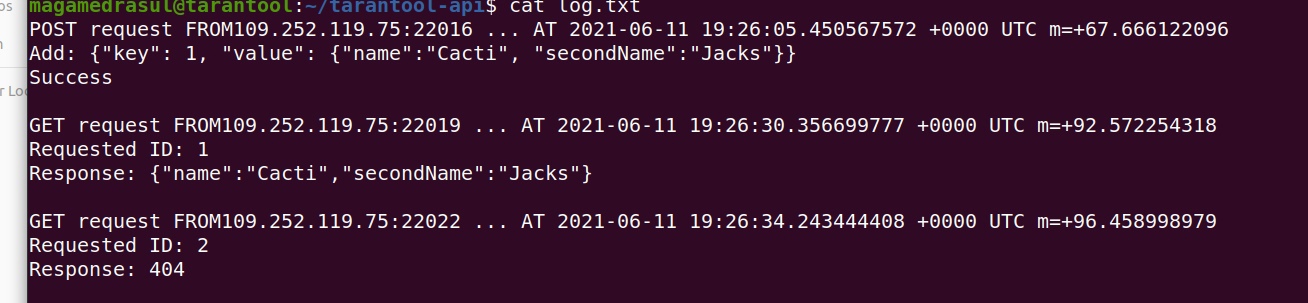 magamedrasul@tarantool:~/tarantool-api$ cat log.txt
POST request FROM109.252.119.75:22016 ... AT 2021-06-11 19:26:05.450567572 +0000 UTC m=+67.666122096
Add: {"key": 1, "value": {"name":"Cacti", "secondName":"Jacks"}}
Success
GET request FROM109.252.119.75:22019 ... AT 2021-06-11 19:26:30.356699777 +0000 UTC m=+92.572254318
Requested ID: 1
Response: {"name":"Cacti","secondName":"Jacks"}
GET request FROM109.252.119.75:22022 ... AT 2021-06-11 19:26:34.243444408 +0000 UTC m=+96.458998979
Requested ID: 2
Response: 404